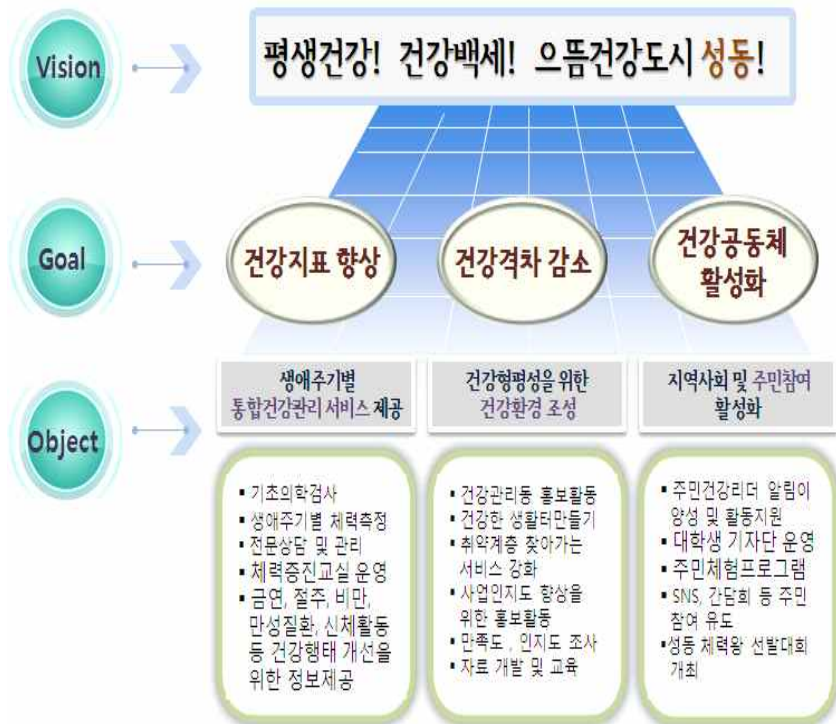 Vision
평생건강! 건강백세! 으뜸건강도시 성동!
Goal
건강지표 향상
건강격차 감소
건강공동체
활성화
Object
생애주기별
통합건강관리 서비스 제공
건강형평성을 위한
건강환경 조성
지역사회 및 주민참여
활성화
▪ 기초의학검사
▪ 생애주기별 체력측정
▪ 전문상담 및 관리
▪ 체력증진교실 운영
▪ 금연, 절주, 비만,
만성질환, 신체활동
등 건강행태 개선을
위한 정보제공
▪ 건강관리동 홍보활동
▪ 건강한 생활터만들기
▪ 취약계층 찾아가는
서비스 강화
▪ 사업인지도 향상을
위한 홍보활동
▪ 만족도 , 인지도 조사
▪ 자료 개발 및 교육
▪ 주민건강리더 알림이
양성 및 활동지원
▪ 대학생 기자단 운영
▪ 주민체험프로그램
▪ SNS, 간담회 등 주민
참여 유도
▪성동 체력왕 선발대회
개최